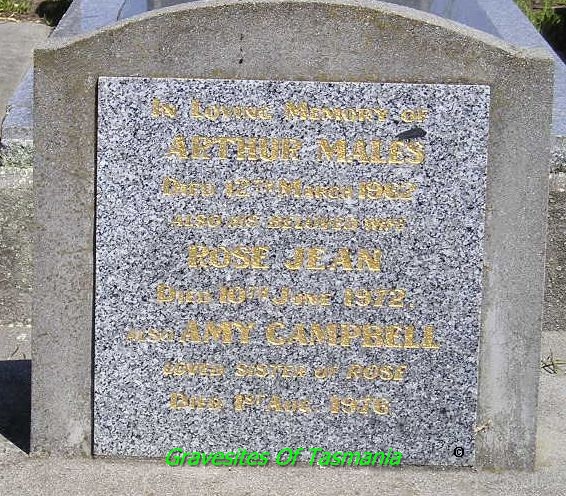 In Loving Memory of
ARTHUR MALES
Died 12th March 1962
also his beloved wife
ROSE JEAN
Died 10th June 1972
also AMY CAMPBELL
loved sister of ROSE
Died 1st Aug. 1976
Gravesites Of Tasmania
©